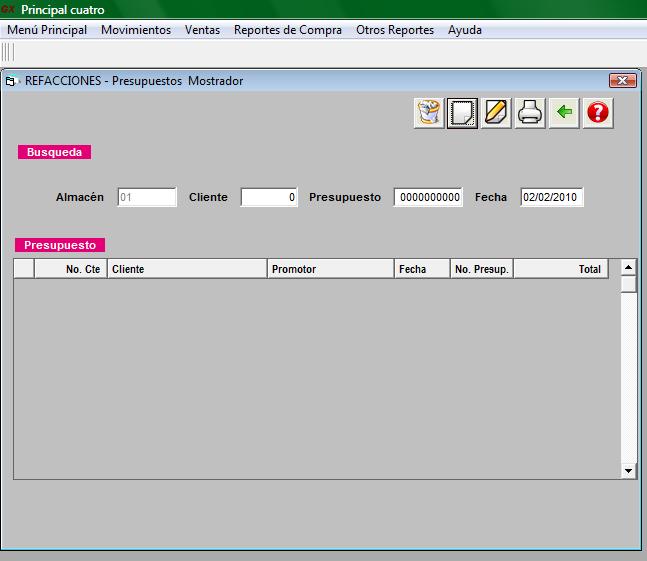 GX Principal cuatro
Menú Principal Movimientos Ventas Reportes de Compra Otros Reportes Ayuda
REFACCIONES - Presupuestos Mostrador
Busqueda
Almacén 01 Cliente 0 Presupuesto 0000000000 Fecha 02/02/2010
Presupuesto
No. Cte Cliente Promotor Fecha No. Presup. Total